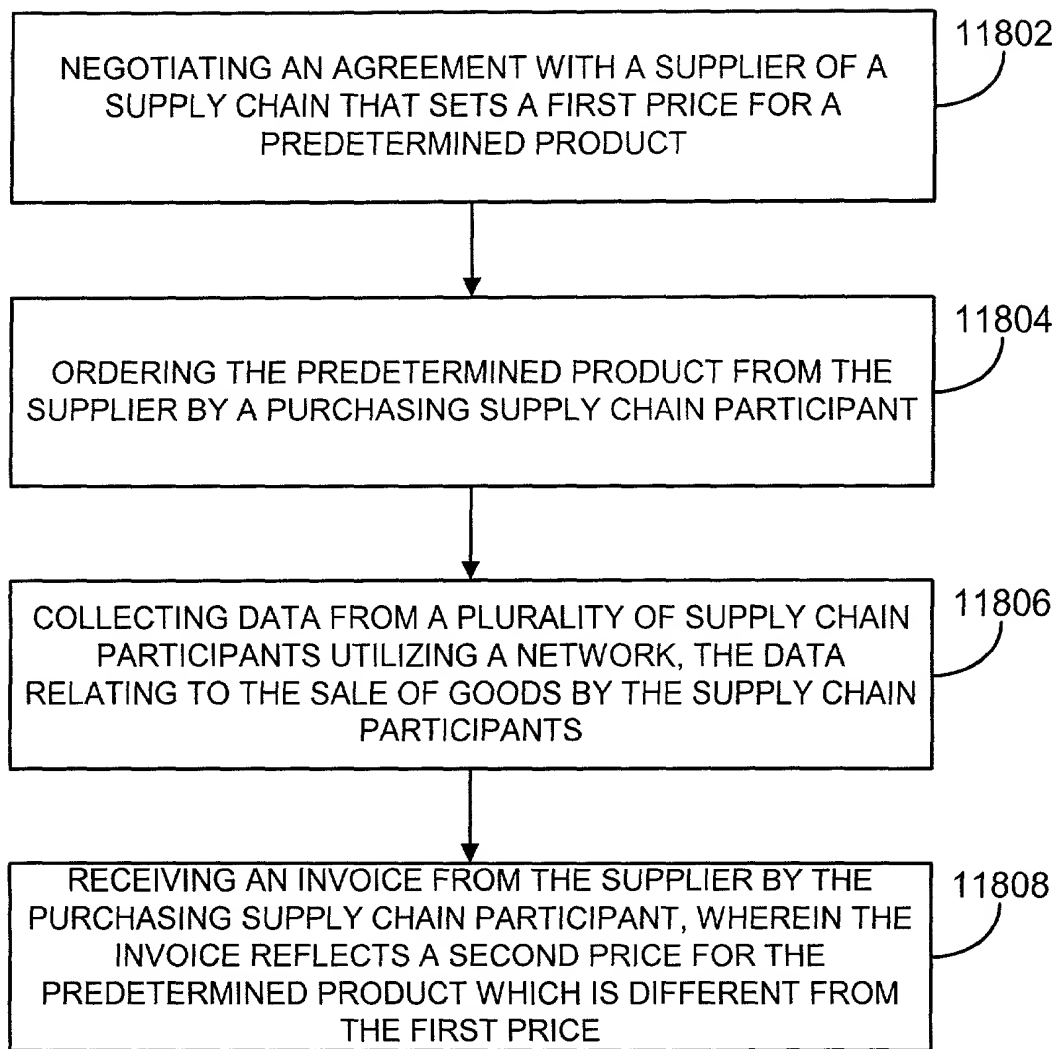 11802
NEGOTIATING AN AGREEMENT WITH A SUPPLIER OF A
SUPPLY CHAIN THAT SETS A FIRST PRICE FOR A
PREDETERMINED PRODUCT
11804
ORDERING THE PREDETERMINED PRODUCT FROM THE
SUPPLIER BY A PURCHASING SUPPLY CHAIN PARTICIPANT
11806
COLLECTING DATA FROM A PLURALITY OF SUPPLY CHAIN
PARTICIPANTS UTILIZING A NETWORK, THE DATA
RELATING TO THE SALE OF GOODS BY THE SUPPLY CHAIN
PARTICIPANTS
11808
RECEIVING AN INVOICE FROM THE SUPPLIER BY THE
PURCHASING SUPPLY CHAIN PARTICIPANT, WHEREIN THE
INVOICE REFLECTS A SECOND PRICE FOR THE
PREDETERMINED PRODUCT WHICH IS DIFFERENT FROM
THE FIRST PRICE